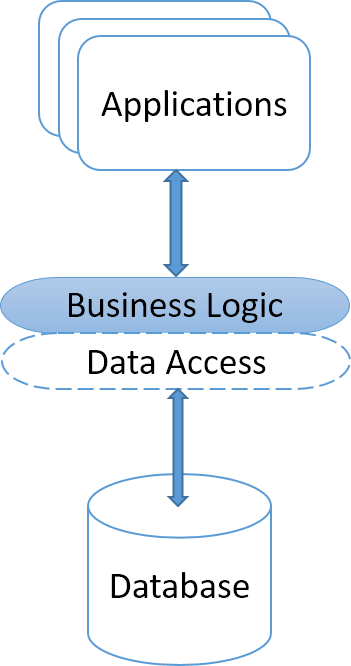 Applications
Business Logic
Data Access
Database